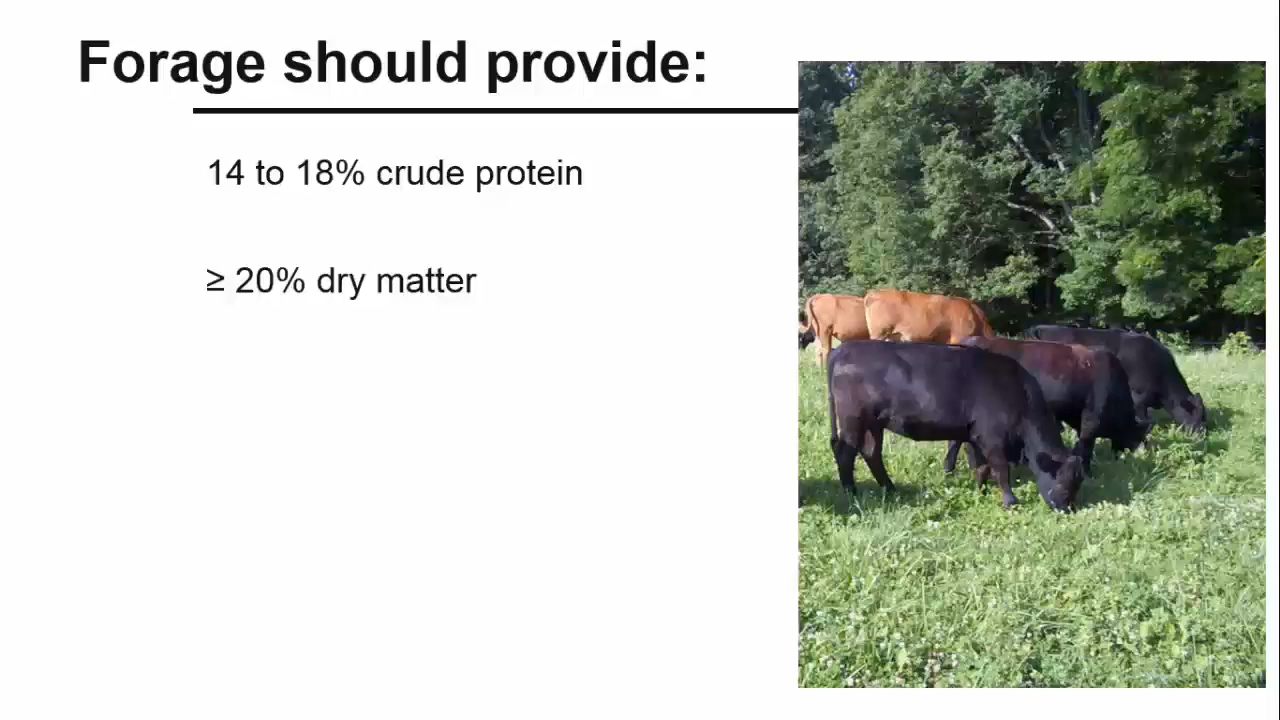 Forage should provide:
14 to 18% crude protein
≥ 20% dry matter